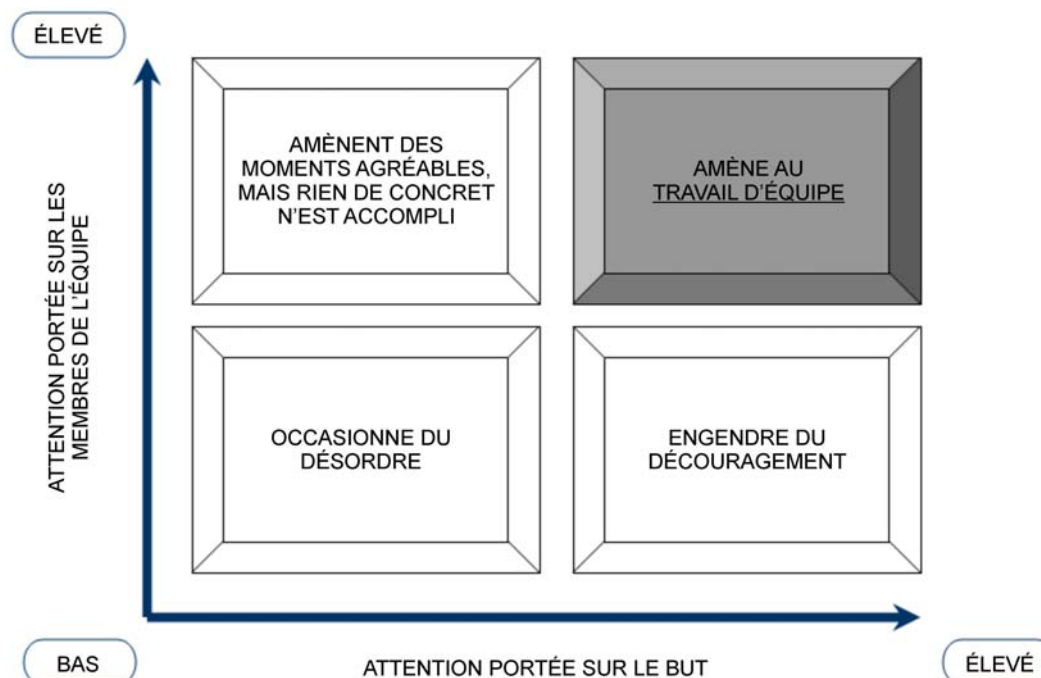 ÉLEVÉ
AMÈNENT DES
MOMENTS AGRÉABLES,
MAIS RIEN DE CONCRET
N'EST ACCOMPLI
AMÈNE AU
TRAVAIL D'ÉQUIPE
ATTENTION PORTÉE SUR LES
MEMBRES DE L'ÉQUIPE
OCCASIONNE DU
DÉSORDRE
ENGENDRE DU
DÉCOURAGEMENT
BAS
ATTENTION PORTÉE SUR LE BUT
ÉLEVÉ